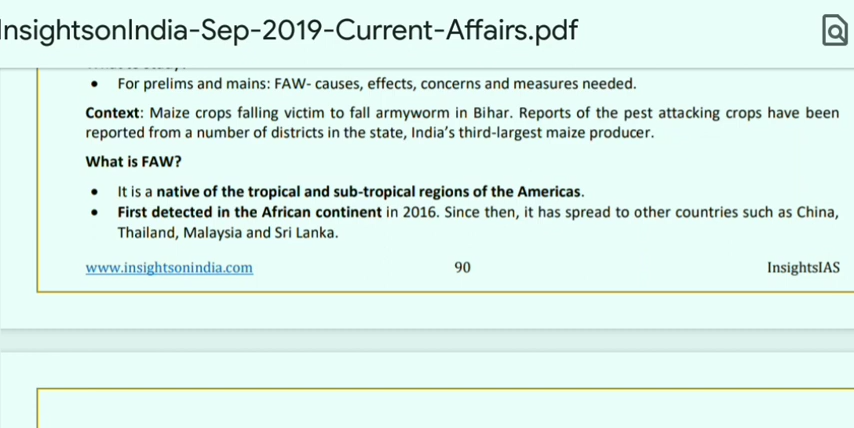 InsightsonIndia-Sep-2019-Current-Affairs.pdf
• For prelims and mains: FAW- causes, effects, concerns and measures needed.
Context: Maize crops falling victim to fall armyworm in Bihar. Reports of the pest attacking crops have been
reported from a number of districts in the state, India’s third-largest maize producer.
What is FAW?
• It is a native of the tropical and sub-tropical regions of the Americas.
• First detected in the African continent in 2016. Since then, it has spread to other countries such as China,
Thailand, Malaysia and Sri Lanka.
www.insightsonindia.com 90 InsightsIAS